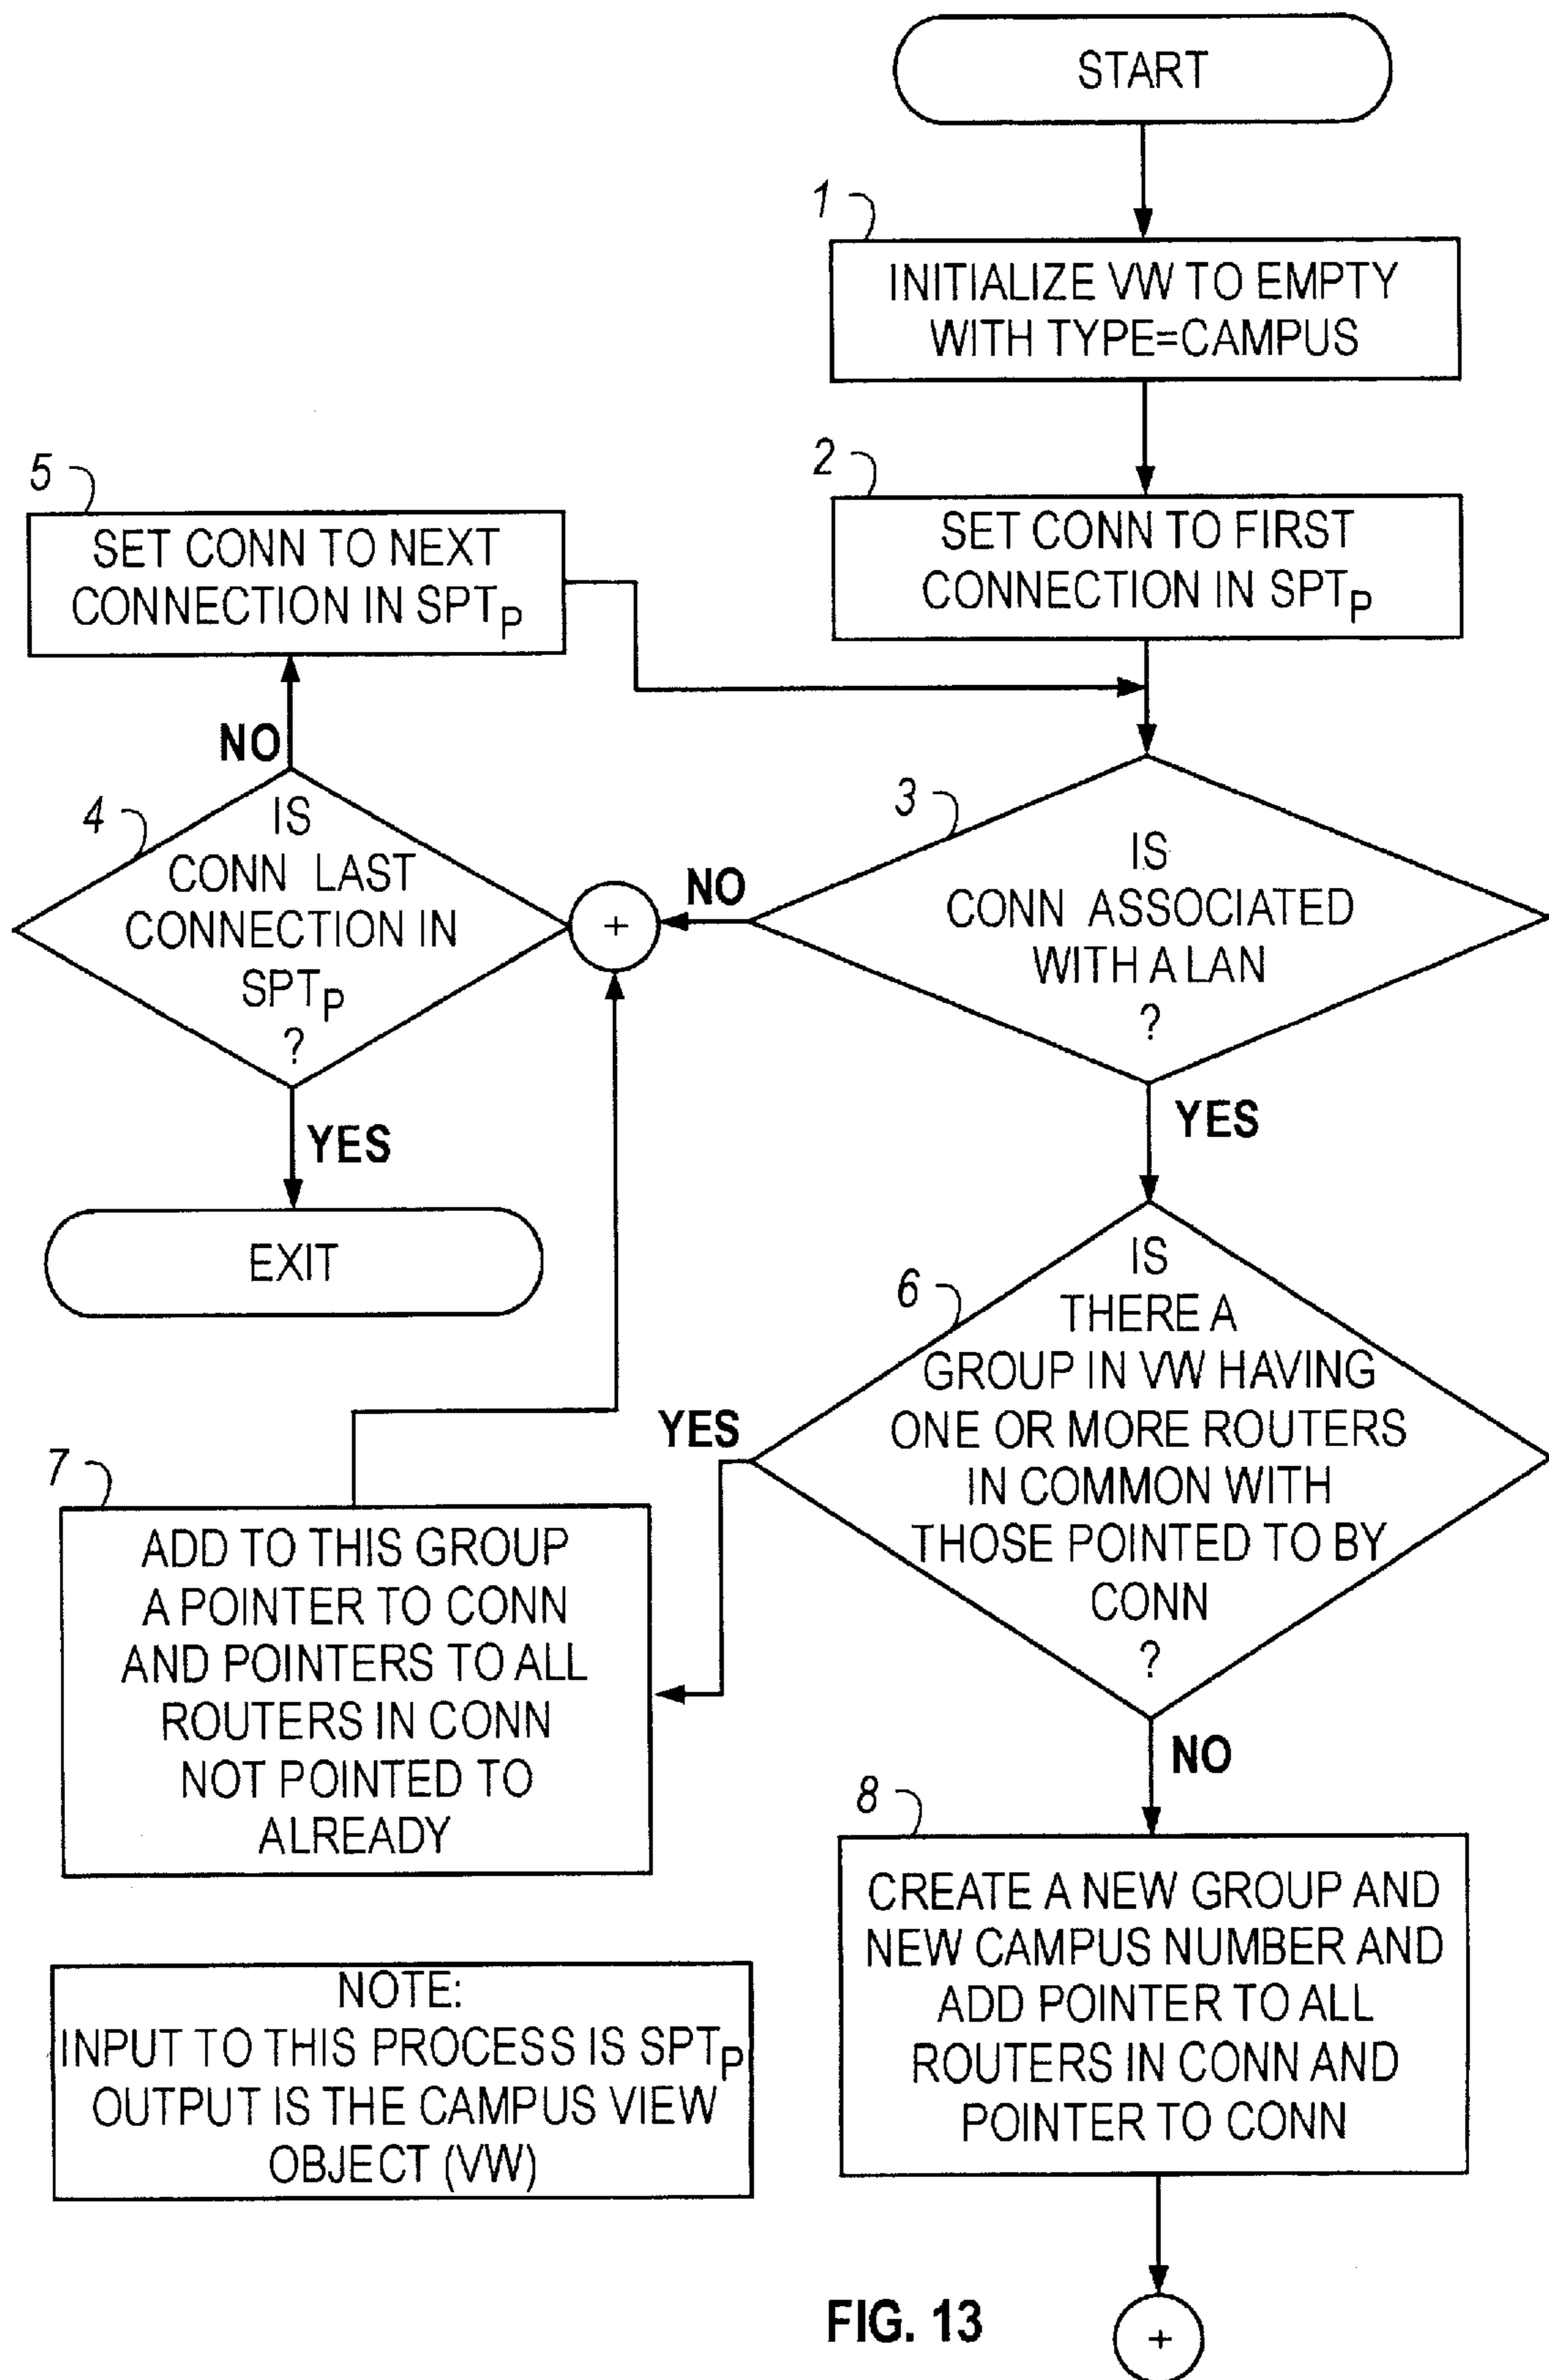 START
1
INITIALIZE VW TO EMPTY
WITH TYPE=CAMPUS
2
SET CONN TO FIRST
CONNECTION IN SPTP
5
SET CONN TO NEXT
CONNECTION IN SPTP
NO
4
IS
CONN LAST
CONNECTION IN
SPTP
?
YES
EXIT
+
NO
3
IS
CONN ASSOCIATED
WITH A LAN
?
YES
6
IS
THERE A
GROUP IN VW HAVING
ONE OR MORE ROUTERS
IN COMMON WITH
THOSE POINTED TO BY
CONN
?
YES
7
ADD TO THIS GROUP
A POINTER TO CONN
AND POINTERS TO ALL
ROUTERS IN CONN
NOT POINTED TO
ALREADY
NO
8
CREATE A NEW GROUP AND
NEW CAMPUS NUMBER AND
ADD POINTER TO ALL
ROUTERS IN CONN AND
POINTER TO CONN
+
NOTE:
INPUT TO THIS PROCESS IS SPTP
OUTPUT IS THE CAMPUS VIEW
OBJECT (VW)
FIG. 13